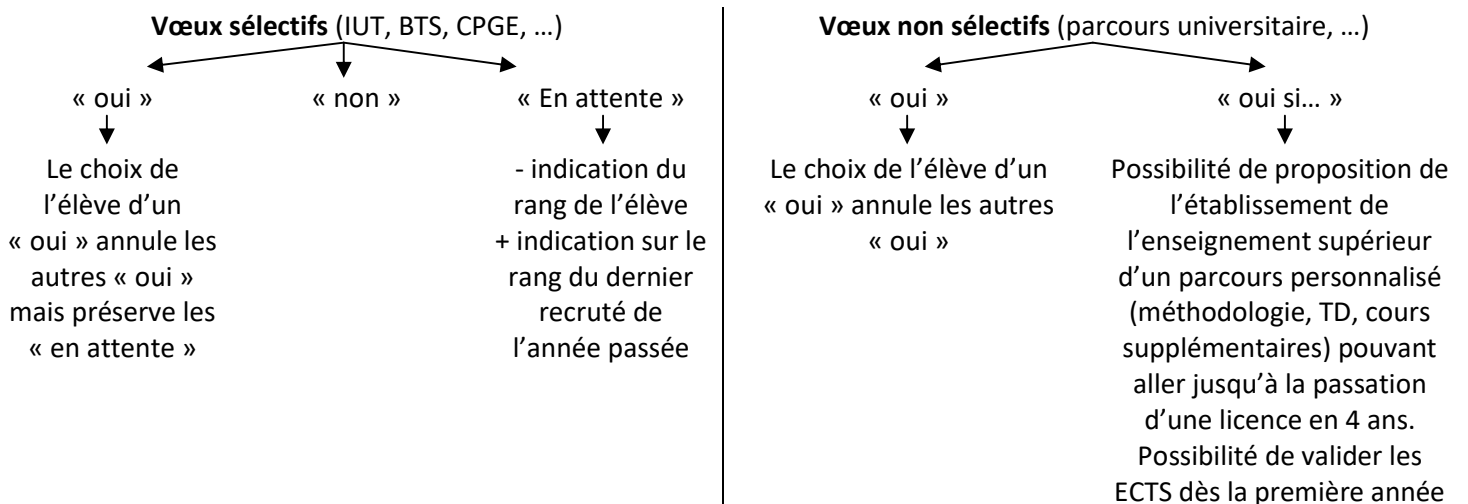 Vœux sélectifs (IUT, BTS, CPGE, …)
« oui »
« non »
« En attente »
Le choix de
l’élève d’un
« oui » annule les
autres « oui »
mais préserve les
« en attente »
- indication du
rang de l’élève
+ indication sur le
rang du dernier
recruté de
l’année passée
Vœux non sélectifs (parcours universitaire, …)
« oui »
« oui si… »
Le choix de l’élève d’un
« oui » annule les autres
« oui »
Possibilité de proposition de
l’établissement de
l’enseignement supérieur
d’un parcours personnalisé
(méthodologie, TD, cours
supplémentaires) pouvant
aller jusqu’à la passation
d’une licence en 4 ans.
Possibilité de valider les
ECTS dès la première année